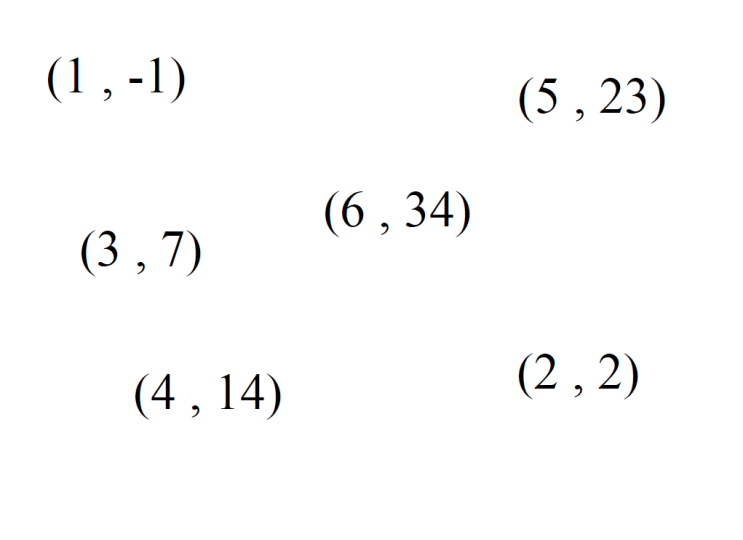 (1 , -1)
(5 , 23)
(6 , 34)
(3 , 7)
(2 , 2)
(4 , 14)